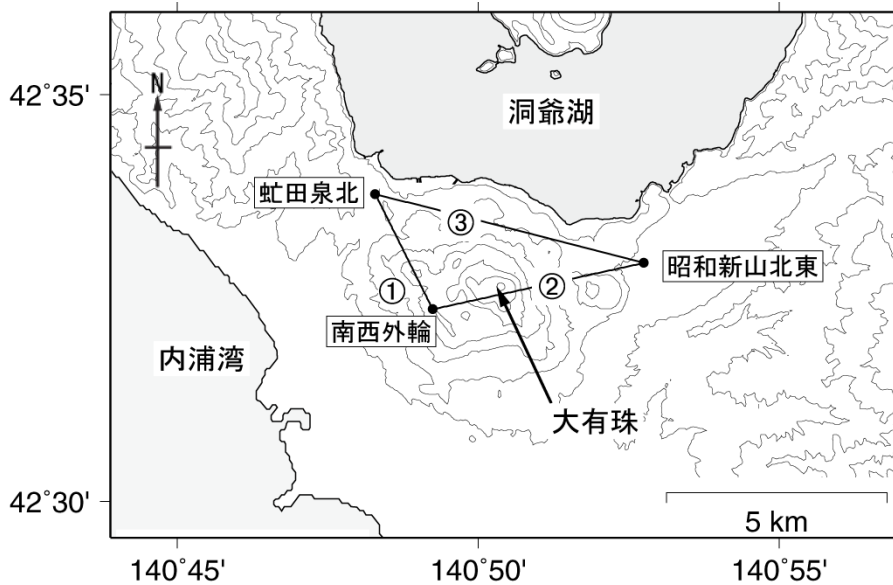 42°35'
N
洞爺湖
虻田泉北
③
昭和新山北東
①
②
南西外輪
内浦湾
大有珠
42°30'
5 km
140°45'
140°50'
140°55'